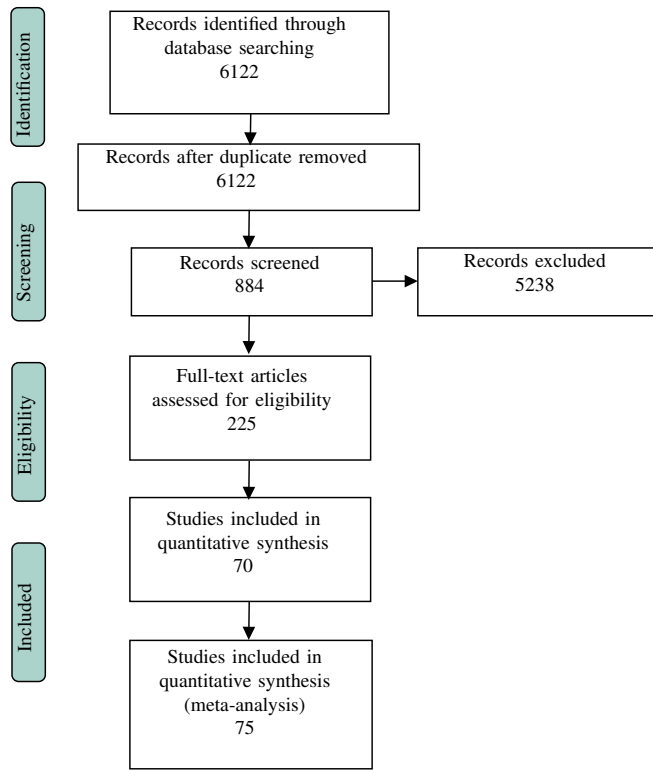 Identification
Records identified through
database searching
6122
Records after duplicate removed
6122
Screening
Records screened
884
Records excluded
5238
Eligibility
Full-text articles
assessed for eligibility
225
Included
Studies included in
quantitative synthesis
70
Studies included in
quantitative synthesis
(meta-analysis)
75